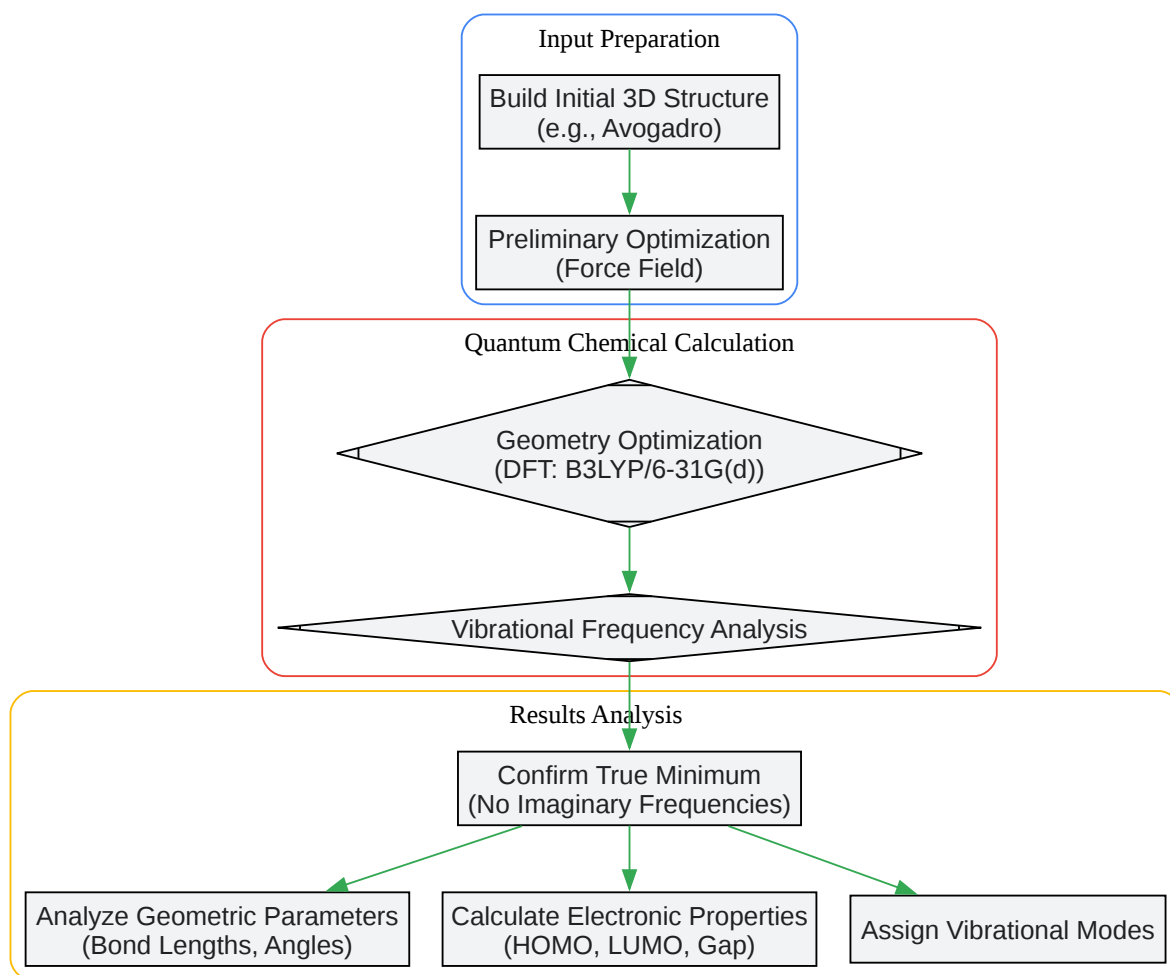 Input Preparation
Build Initial 3D Structure
(e.g., Avogadro)
Preliminary Optimization
(Force Field)
Quantum Chemical Calculation
Geometry Optimization
(DFT: B3LYP/6-31G(d))
Vibrational Frequency Analysis
Results Analysis
Confirm True Minimum
(No Imaginary Frequencies)
Analyze Geometric Parameters
(Bond Lengths, Angles)
Calculate Electronic Properties
(HOMO, LUMO, Gap)
Assign Vibrational Modes